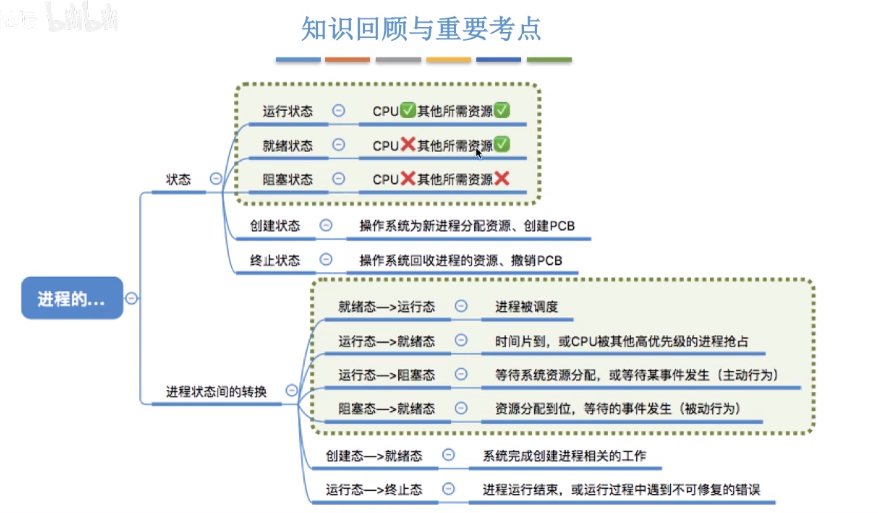 bilibili
知识回顾与重要考点
运行状态 CPU✅其他所需资源✅
就绪状态 CPU❌其他所需资源✅
阻塞状态 CPU❌其他所需资源❌
状态
创建状态 操作系统为新进程分配资源、创建PCB
终止状态 操作系统回收进程的资源、撤销PCB
进程的...
就绪态—>运行态 进程被调度
运行态—>就绪态 时间片到，或CPU被其他高优先级的进程抢占
运行态—>阻塞态 等待系统资源分配，或等待某事件发生（主动行为）
阻塞态—>就绪态 资源分配到位，等待的事件发生（被动行为）
进程状态间的转换
创建态—>就绪态 系统完成创建进程相关的工作
运行态—>终止态 进程运行结束，或运行过程中遇到不可修复的错误